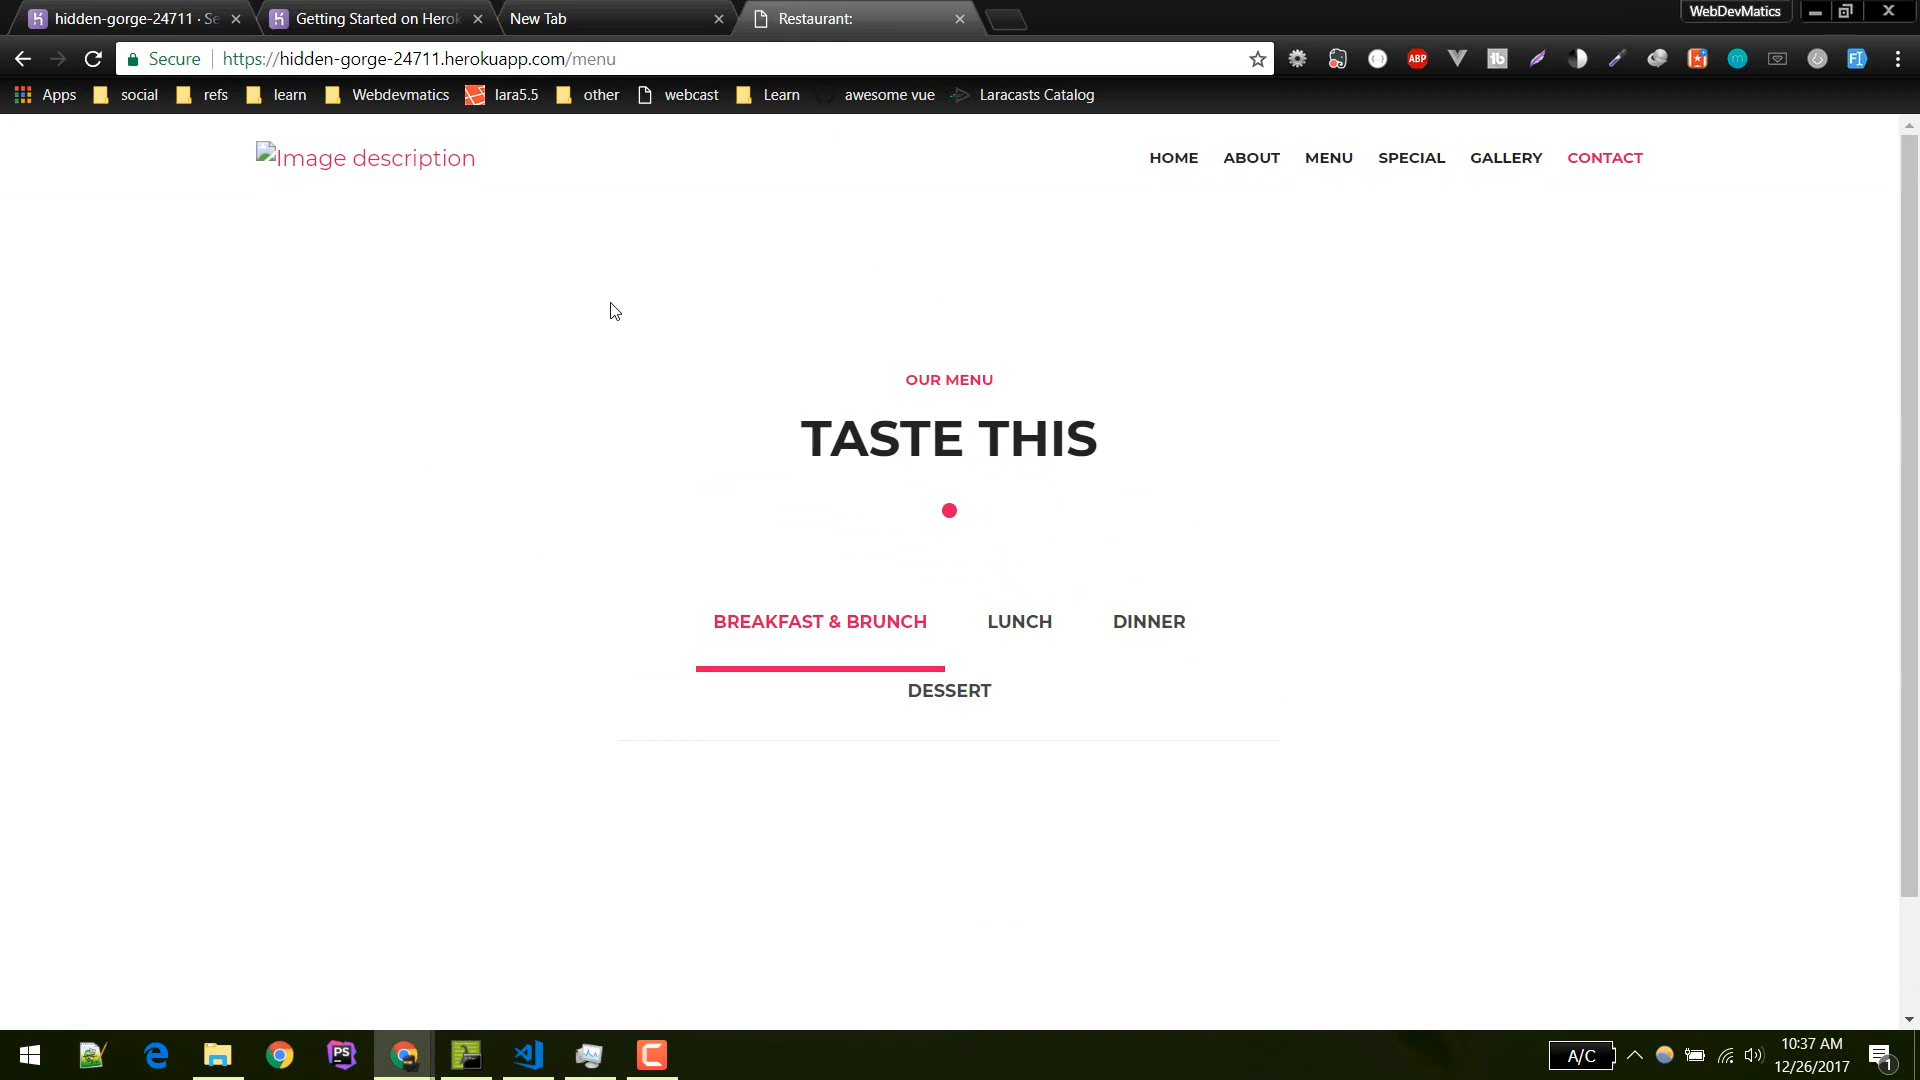 hidden-gorge-24711 · Se
Getting Started on Herok
New Tab
Restaurant:
WebDevMatics
Secure
https://hidden-gorge-24711.herokuapp.com/menu
ABP
Apps
social
refs
learn
Webdevmatics
lara5.5
other
webcast
Learn
awesome vue
Laracasts Catalog
Image description
HOME
ABOUT
MENU
SPECIAL
GALLERY
CONTACT
OUR MENU
TASTE THIS
BREAKFAST & BRUNCH
LUNCH
DINNER
DESSERT
PS
A/C
10:37 AM
12/26/2017
1